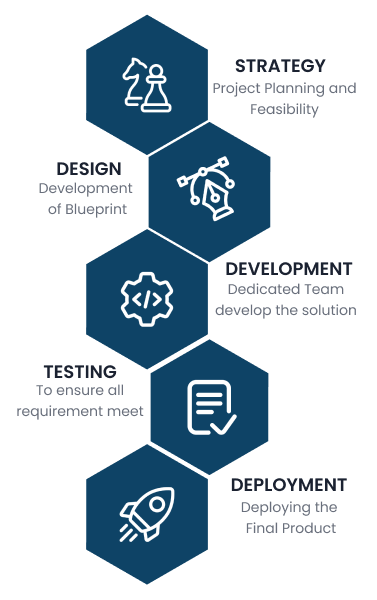 STRATEGY
Project Planning and
Feasibility
DESIGN
Development
of Blueprint
DEVELOPMENT
Dedicated Team
develop the solution
TESTING
To ensure all
requirement meet
DEPLOYMENT
Deploying the
Final Product